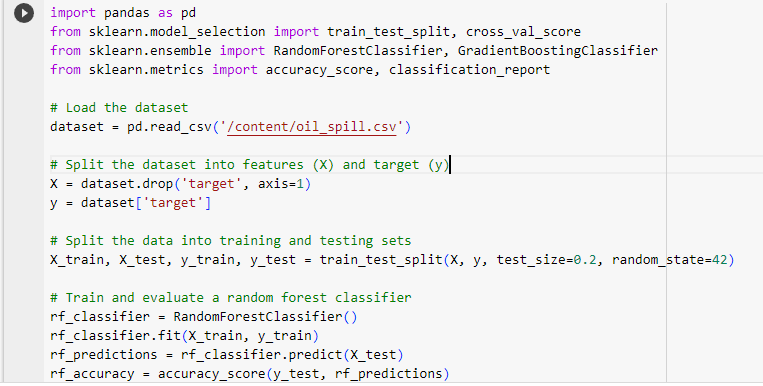 import pandas as pd
from sklearn.model_selection import train_test_split, cross_val_score
from sklearn.ensemble import RandomForestClassifier, GradientBoostingClassifier
from sklearn.metrics import accuracy_score, classification_report
# Load the dataset
dataset = pd.read_csv('/content/oil_spill.csv')
# Split the dataset into features (X) and target (y)
X = dataset.drop('target', axis=1)
y = dataset['target']
# Split the data into training and testing sets
X_train, X_test, y_train, y_test = train_test_split(X, y, test_size=0.2, random_state=42)
# Train and evaluate a random forest classifier
rf_classifier = RandomForestClassifier()
rf_classifier.fit(X_train, y_train)
rf_predictions = rf_classifier.predict(X_test)
rf_accuracy = accuracy_score(y_test, rf_predictions)